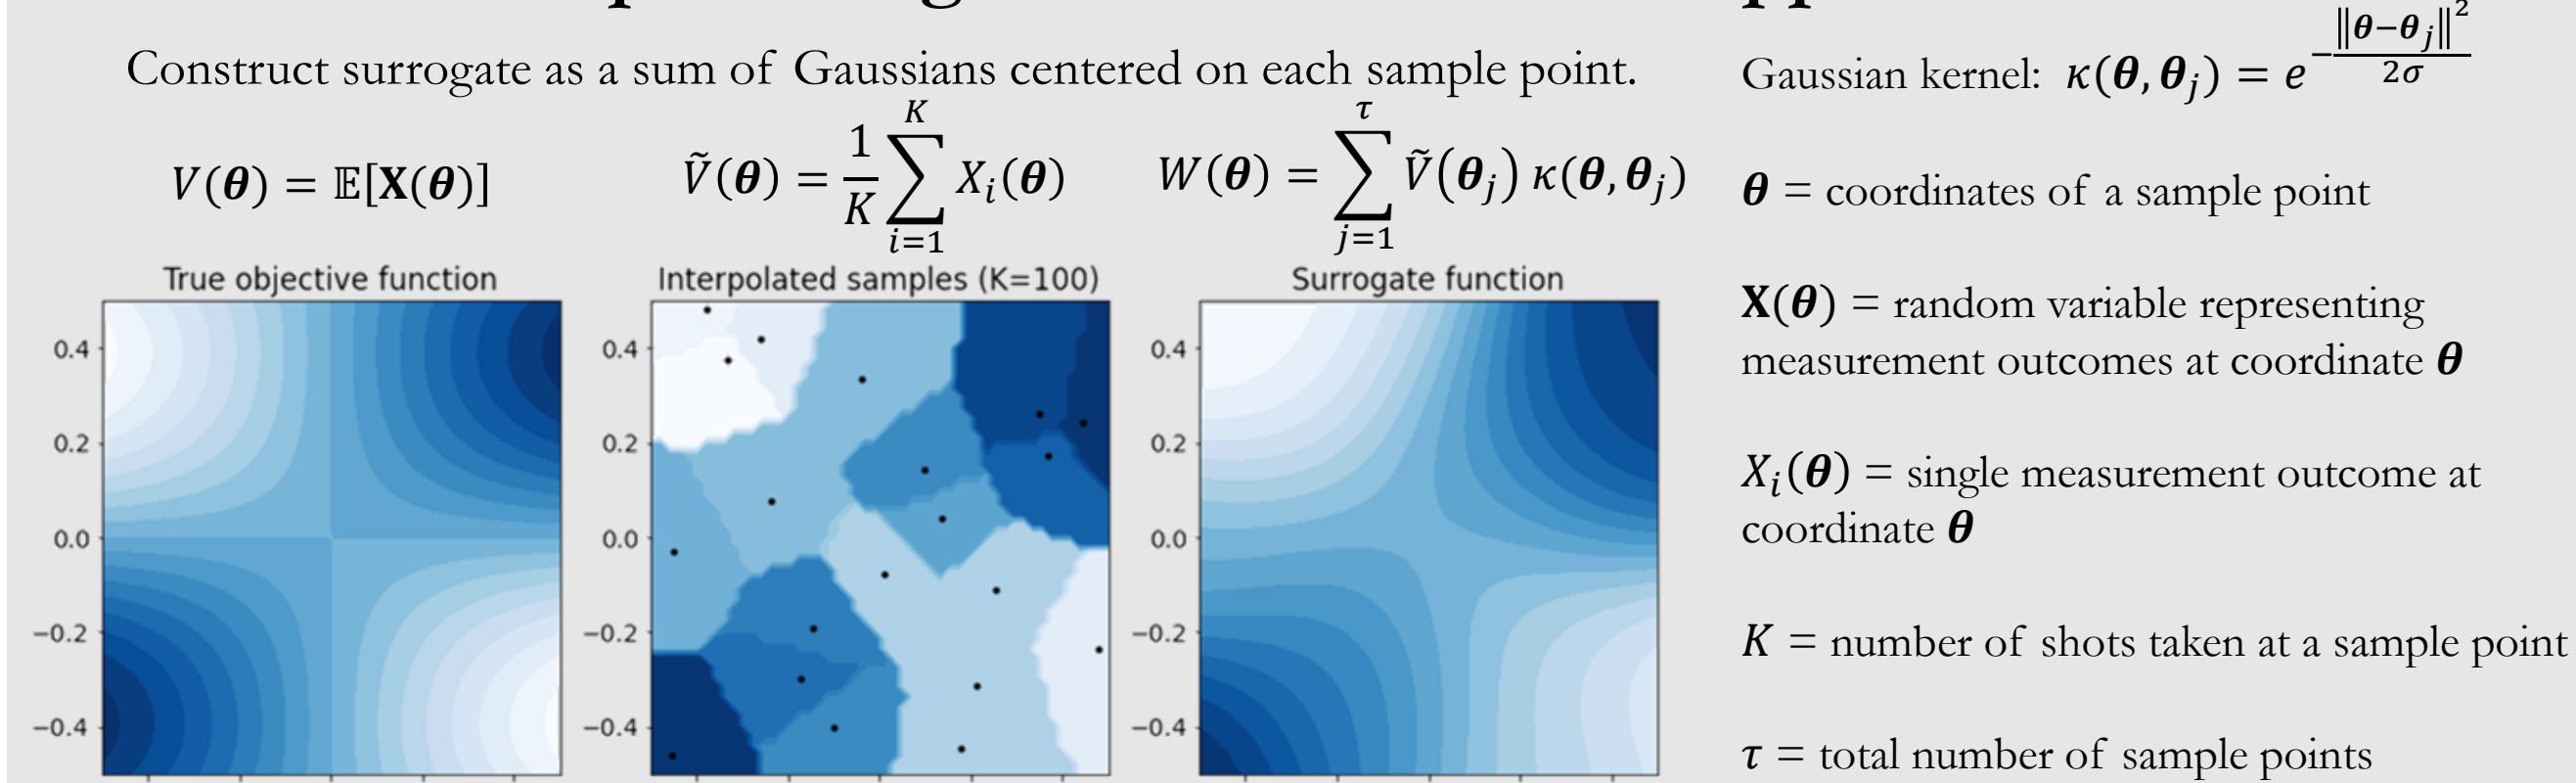 Construct surrogate as a sum of Gaussians centered on each sample point.
V(θ) = 𝔼[X(θ)]
Ṽ(θ) = 1/K ∑_{i=1}^{K} X_i(θ)
W(θ) = ∑_{j=1}^{τ} Ṽ(θ_j) κ(θ, θ_j)
True objective function
0.4
0.2
0.0
−0.2
−0.4
Interpolated samples (K=100)
0.4
0.2
0.0
−0.2
−0.4
Surrogate function
0.4
0.2
0.0
−0.2
−0.4
Gaussian kernel: κ(θ, θ_j) = e^{−‖θ−θ_j‖²/2σ}
θ = coordinates of a sample point
X(θ) = random variable representing
measurement outcomes at coordinate θ
X_i(θ) = single measurement outcome at
coordinate θ
K = number of shots taken at a sample point
τ = total number of sample points